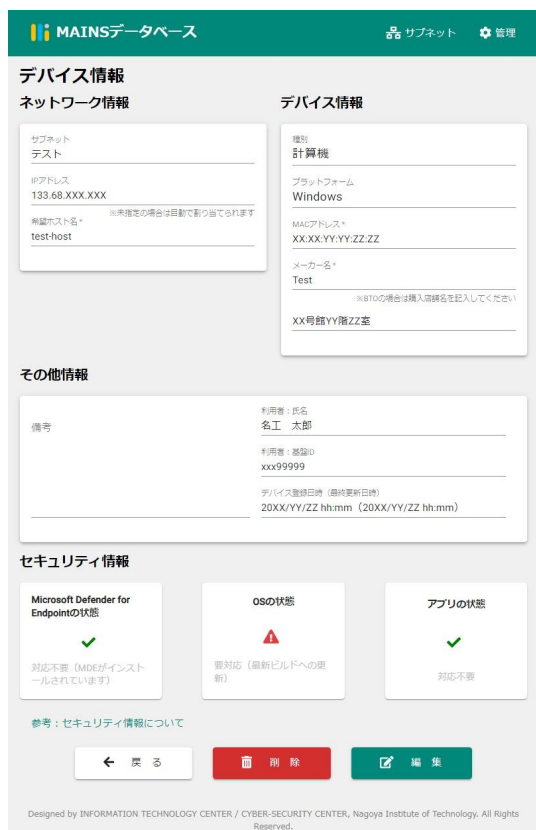 MAINSデータベース
サブネット
管理
デバイス情報
ネットワーク情報
サブネット
テスト
IPアドレス
133.68.XXX.XXX
※未指定の場合は自動で割り当てられます
希望ホスト名*
test-host
デバイス情報
種別
計算機
プラットフォーム
Windows
MACアドレス*
XX:XX:YY:YY:ZZ:ZZ
メーカー名*
Test
※BTOの場合は購入店舗名を記入してください
XX号館YY階ZZ室
その他情報
備考
利用者：氏名
名工　太郎
利用者：基盤ID
xxx99999
デバイス登録日時（最終更新日時）
20XX/YY/ZZ hh:mm（20XX/YY/ZZ hh:mm）
セキュリティ情報
Microsoft Defender for
Endpointの状態
対応不要（MDEがインスト
ールされています）
OSの状態
要対応（最新ビルドへの更
新）
アプリの状態
対応不要
参考：セキュリティ情報について
戻 る
削 除
編 集
Designed by INFORMATION TECHNOLOGY CENTER / CYBER-SECURITY CENTER, Nagoya Institute of Technology. All Rights
Reserved.